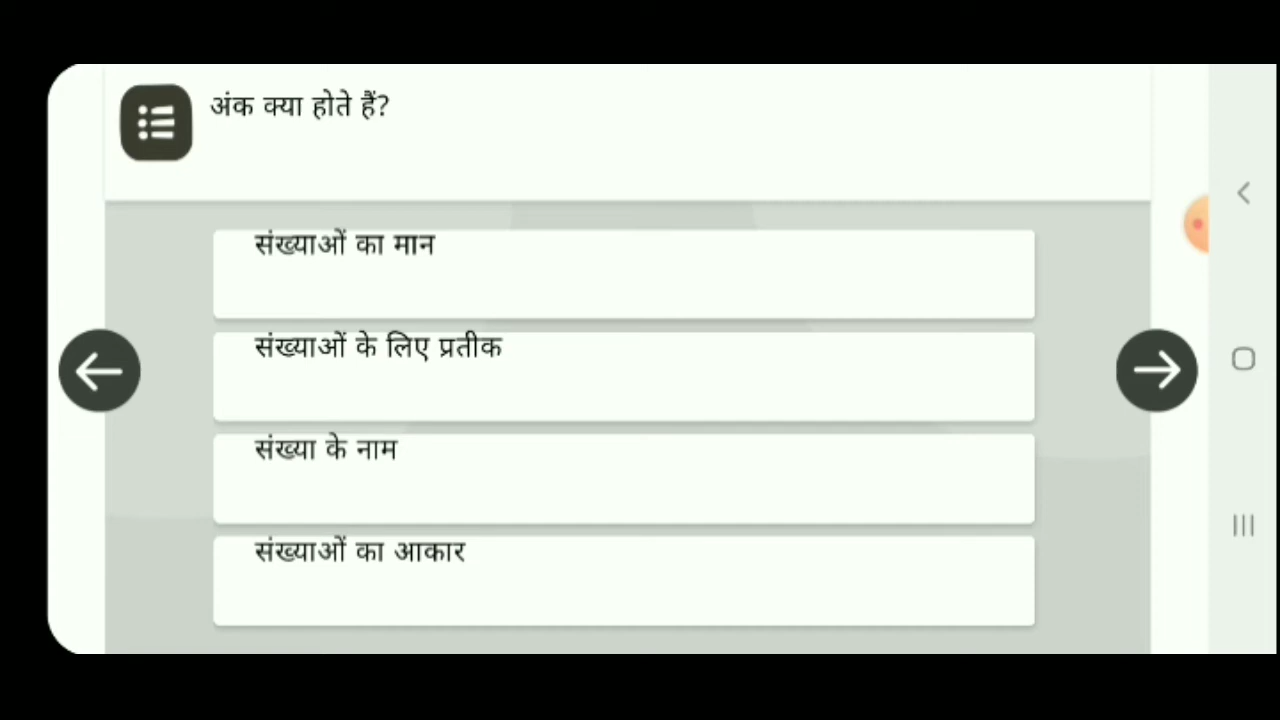 अंक क्या होते हैं?
संख्याओं का मान
संख्याओं के लिए प्रतीक
संख्या के नाम
संख्याओं का आकार